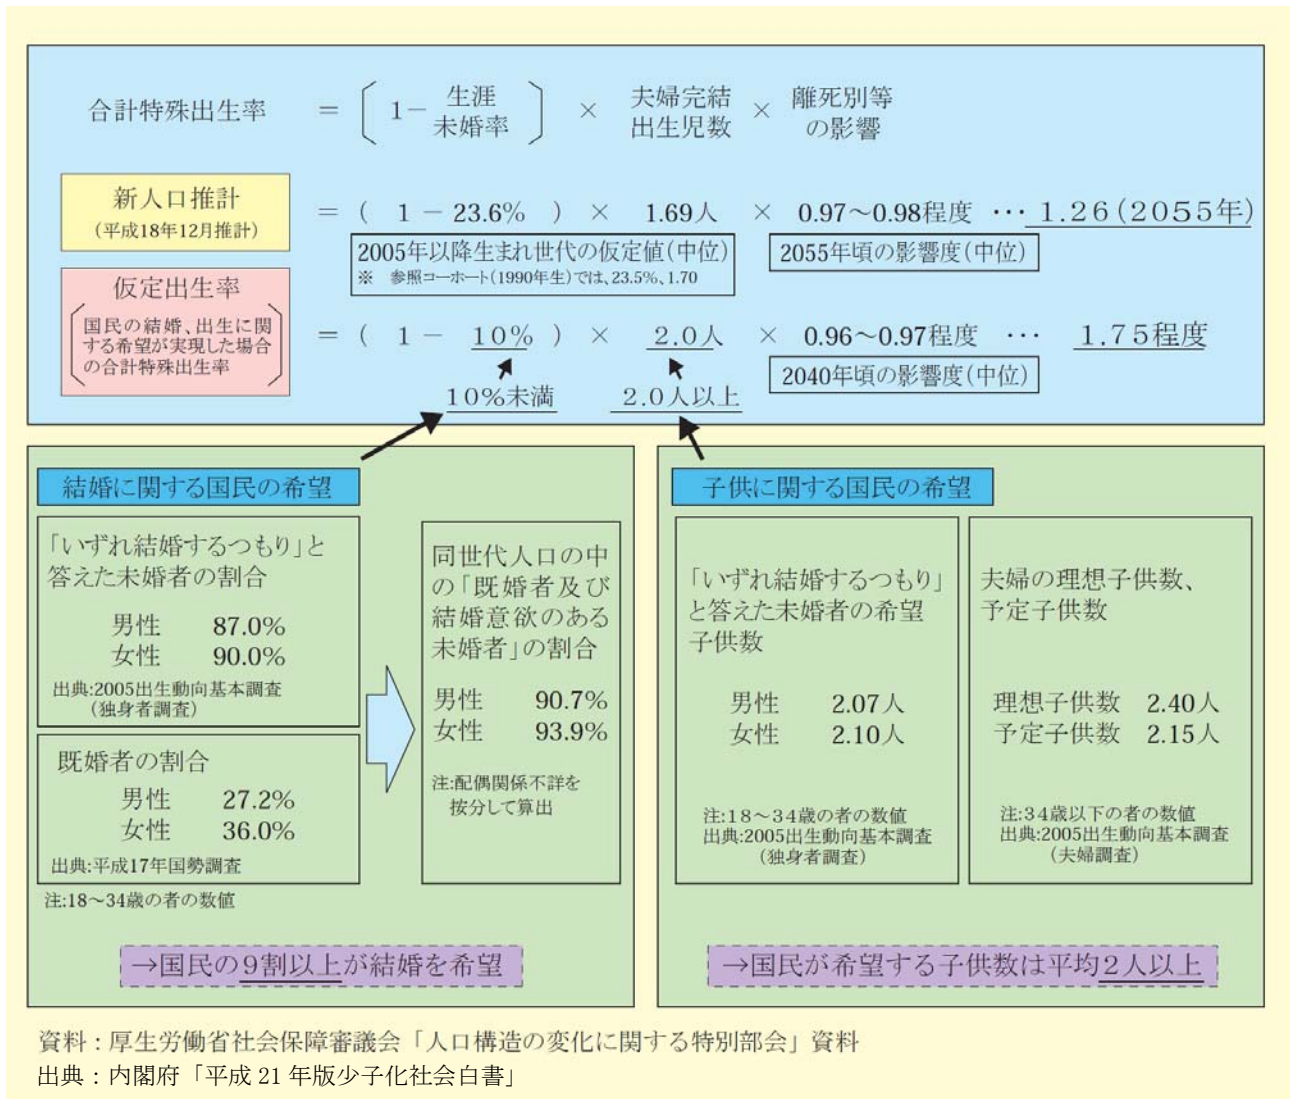 合計特殊出生率 = 〔1− 生涯未婚率〕 × 夫婦完結出生児数 × 離死別等の影響
新人口推計
(平成18年12月推計)
= ( 1 − 23.6% ) × 1.69人 × 0.97〜0.98程度 … 1.26(2055年)
2005年以降生まれ世代の仮定値(中位)
※ 参照コーホート(1990年生)では、23.5%、1.70
2055年頃の影響度(中位)
仮定出生率
国民の結婚、出生に関
する希望が実現した場合
の合計特殊出生率
= ( 1 − 10% ) × 2.0人 × 0.96〜0.97程度 … 1.75程度
2040年頃の影響度(中位)
10%未満
2.0人以上
結婚に関する国民の希望
「いずれ結婚するつもり」と
答えた未婚者の割合
男性 87.0%
女性 90.0%
出典:2005出生動向基本調査
(独身者調査)
既婚者の割合
男性 27.2%
女性 36.0%
出典:平成17年国勢調査
注:18〜34歳の者の数値
同世代人口の中
の「既婚者及び
結婚意欲のある
未婚者」の割合
男性 90.7%
女性 93.9%
注:配偶関係不詳を
按分して算出
→国民の9割以上が結婚を希望
子供に関する国民の希望
「いずれ結婚するつもり」
と答えた未婚者の希望
子供数
男性 2.07人
女性 2.10人
注:18〜34歳の者の数値
出典:2005出生動向基本調査
(独身者調査)
夫婦の理想子供数、
予定子供数
理想子供数 2.40人
予定子供数 2.15人
注:34歳以下の者の数値
出典:2005出生動向基本調査
(夫婦調査)
→国民が希望する子供数は平均2人以上
資料：厚生労働省社会保障審議会「人口構造の変化に関する特別部会」資料
出典：内閣府「平成 21 年版少子化社会白書」